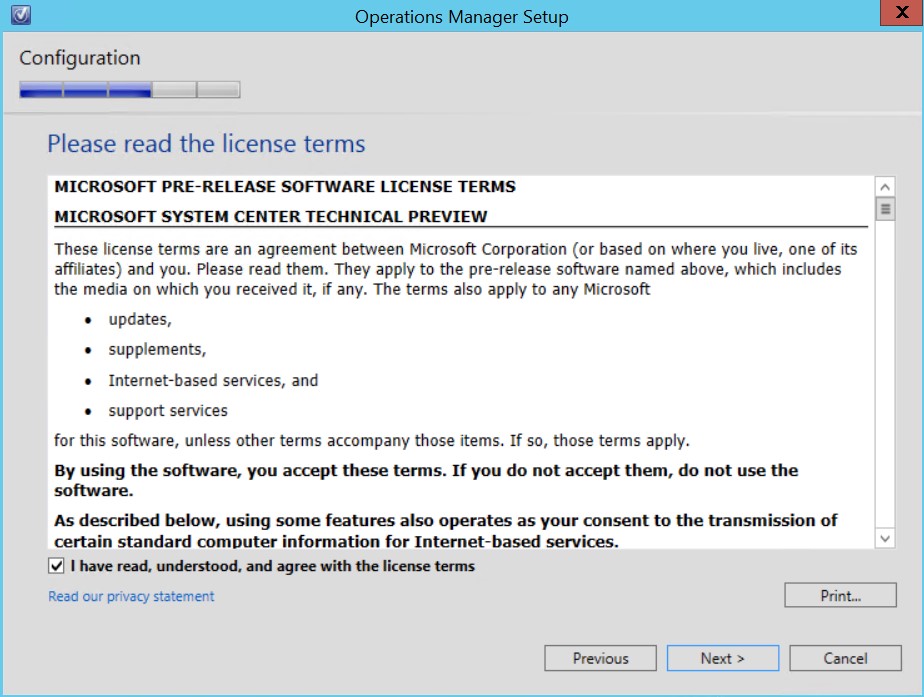 Operations Manager Setup
X
Configuration
Please read the license terms
MICROSOFT PRE-RELEASE SOFTWARE LICENSE TERMS
MICROSOFT SYSTEM CENTER TECHNICAL PREVIEW
These license terms are an agreement between Microsoft Corporation (or based on where you live, one of its
affiliates) and you. Please read them. They apply to the pre-release software named above, which includes
the media on which you received it, if any. The terms also apply to any Microsoft
• updates,
• supplements,
• Internet-based services, and
• support services
for this software, unless other terms accompany those items. If so, those terms apply.
By using the software, you accept these terms. If you do not accept them, do not use the
software.
As described below, using some features also operates as your consent to the transmission of
certain standard computer information for Internet-based services.
I have read, understood, and agree with the license terms
Read our privacy statement
Print...
Previous
Next >
Cancel